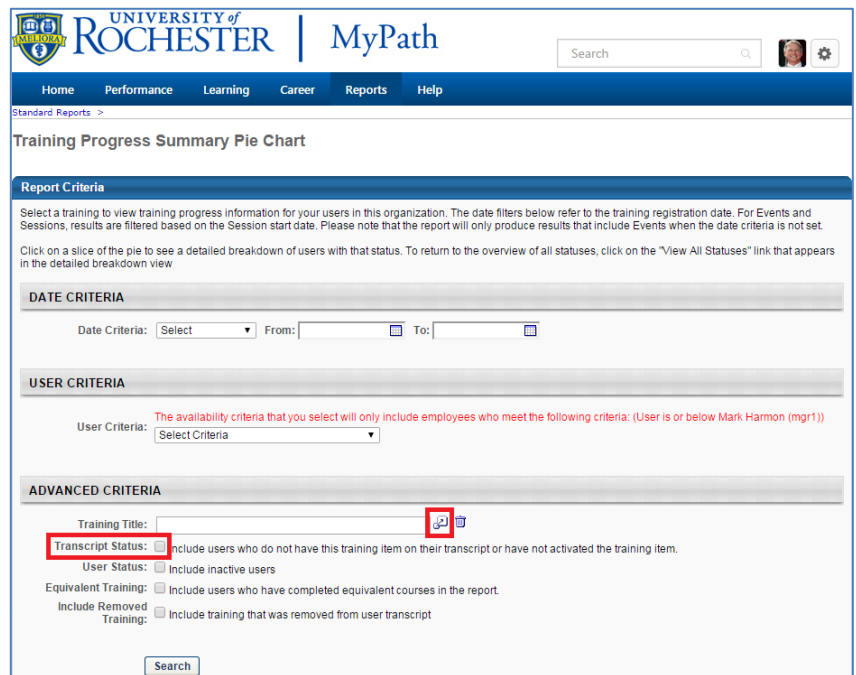 MELIORA
UNIVERSITY of
ROCHESTER
MyPath
Search
Home Performance Learning Career Reports Help
Standard Reports >
Training Progress Summary Pie Chart
Report Criteria
Select a training to view training progress information for your users in this organization. The date filters below refer to the training registration date. For Events and
Sessions, results are filtered based on the Session start date. Please note that the report will only produce results that include Events when the date criteria is not set.
Click on a slice of the pie to see a detailed breakdown of users with that status. To return to the overview of all statuses, click on the "View All Statuses" link that appears
in the detailed breakdown view
DATE CRITERIA
Date Criteria: Select From: To:
USER CRITERIA
The availability criteria that you select will only include employees who meet the following criteria: (User is or below Mark Harmon (mgr1))
User Criteria:
Select Criteria
ADVANCED CRITERIA
Training Title:
Transcript Status: Include users who do not have this training item on their transcript or have not activated the training item.
User Status: Include inactive users
Equivalent Training: Include users who have completed equivalent courses in the report.
Include Removed
Training: Include training that was removed from user transcript
Search